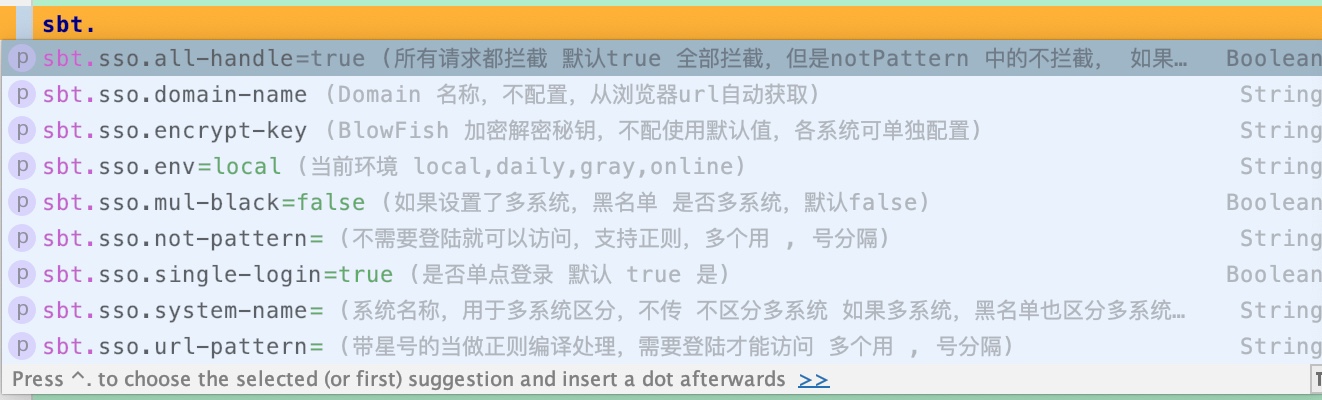 sbt.
p sbt.sso.all-handle=true (所有请求都拦截 默认true 全部拦截，但是notPattern 中的不拦截， 如果… Boolean
p sbt.sso.domain-name (Domain 名称，不配置，从浏览器url自动获取) String
p sbt.sso.encrypt-key (BlowFish 加密解密秘钥，不配使用默认值，各系统可单独配置) String
p sbt.sso.env=local (当前环境 local,daily,gray,online) String
p sbt.sso.mul-black=false (如果设置了多系统，黑名单 是否多系统，默认false) Boolean
p sbt.sso.not-pattern= (不需要登陆就可以访问，支持正则，多个用 , 号分隔) String
p sbt.sso.single-login=true (是否单点登录 默认 true 是) Boolean
p sbt.sso.system-name= (系统名称，用于多系统区分，不传 不区分多系统 如果多系统，黑名单也区分多系统… String
p sbt.sso.url-pattern= (带星号的当做正则编译处理，需要登陆才能访问 多个用 , 号分隔) String
Press ^. to choose the selected (or first) suggestion and insert a dot afterwards >>